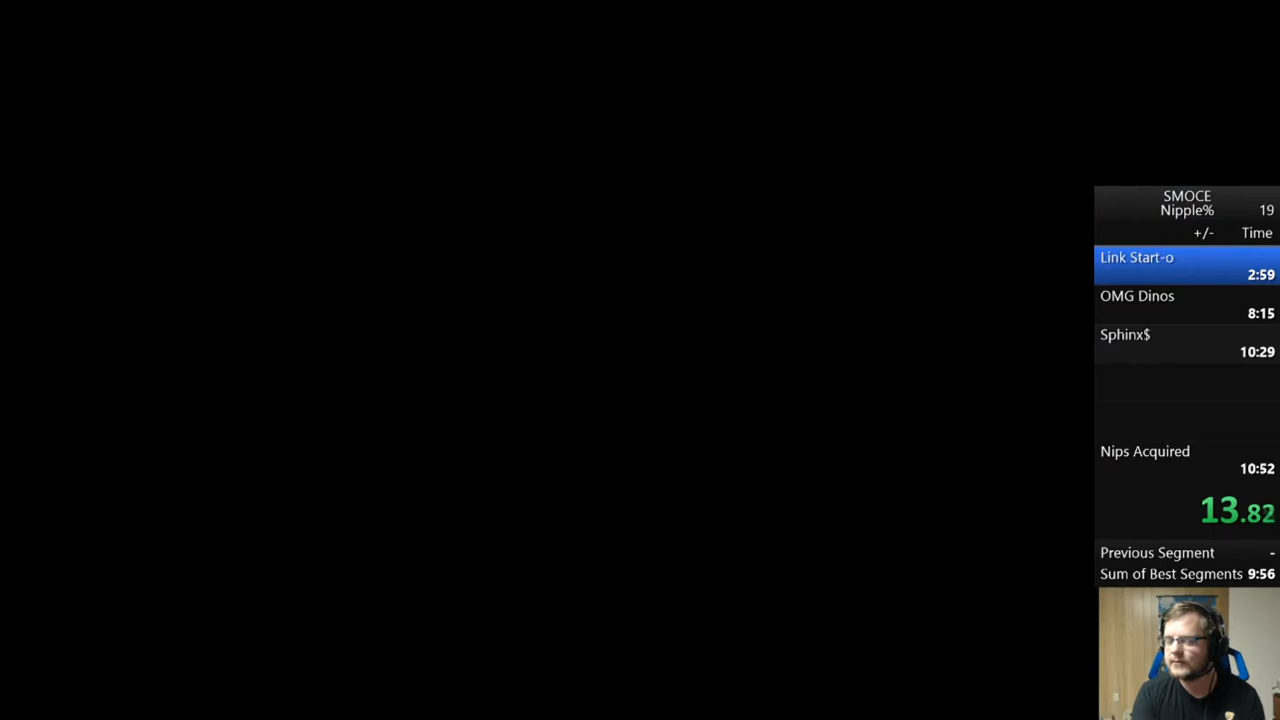 SMOCE
Nipple% 19
+/- Time
Link Start-o
2:59
OMG Dinos
8:15
Sphinx$
10:29
Nips Acquired
10:52
13.82
Previous Segment -
Sum of Best Segments 9:56